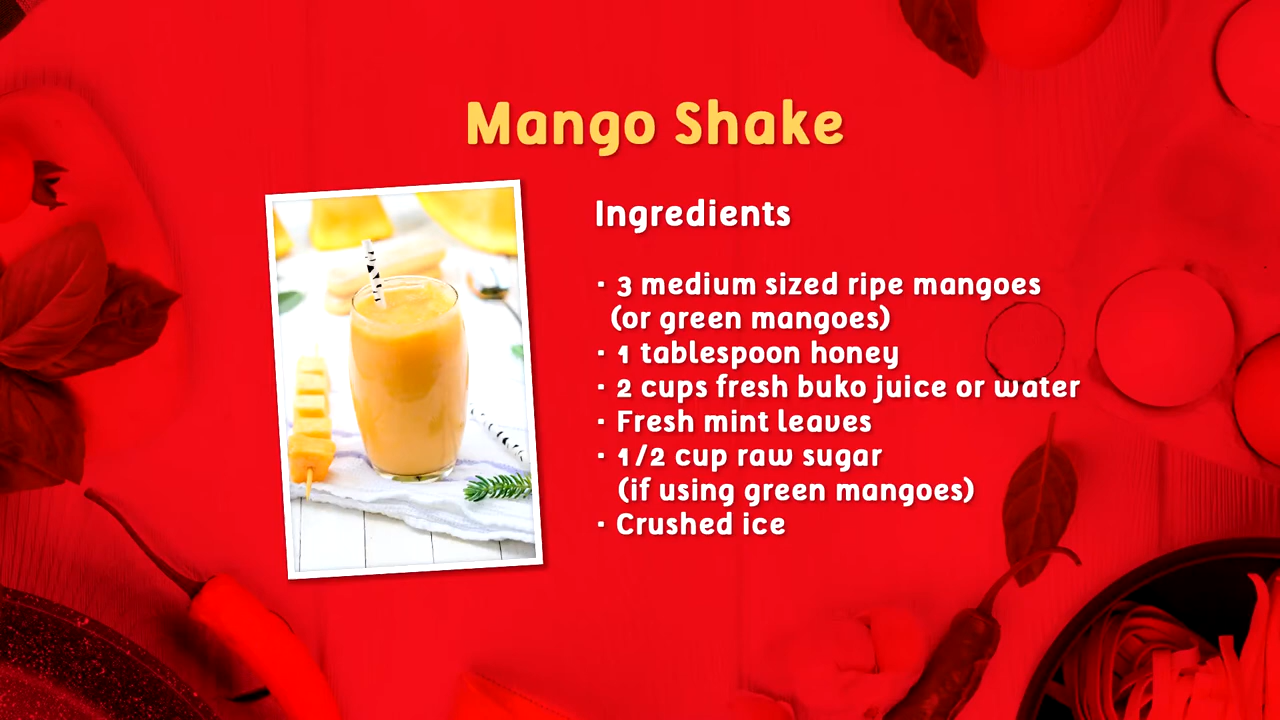 Mango Shake
Ingredients
· 3 medium sized ripe mangoes
(or green mangoes)
· 1 tablespoon honey
· 2 cups fresh buko juice or water
· Fresh mint leaves
· 1/2 cup raw sugar
(if using green mangoes)
· Crushed ice